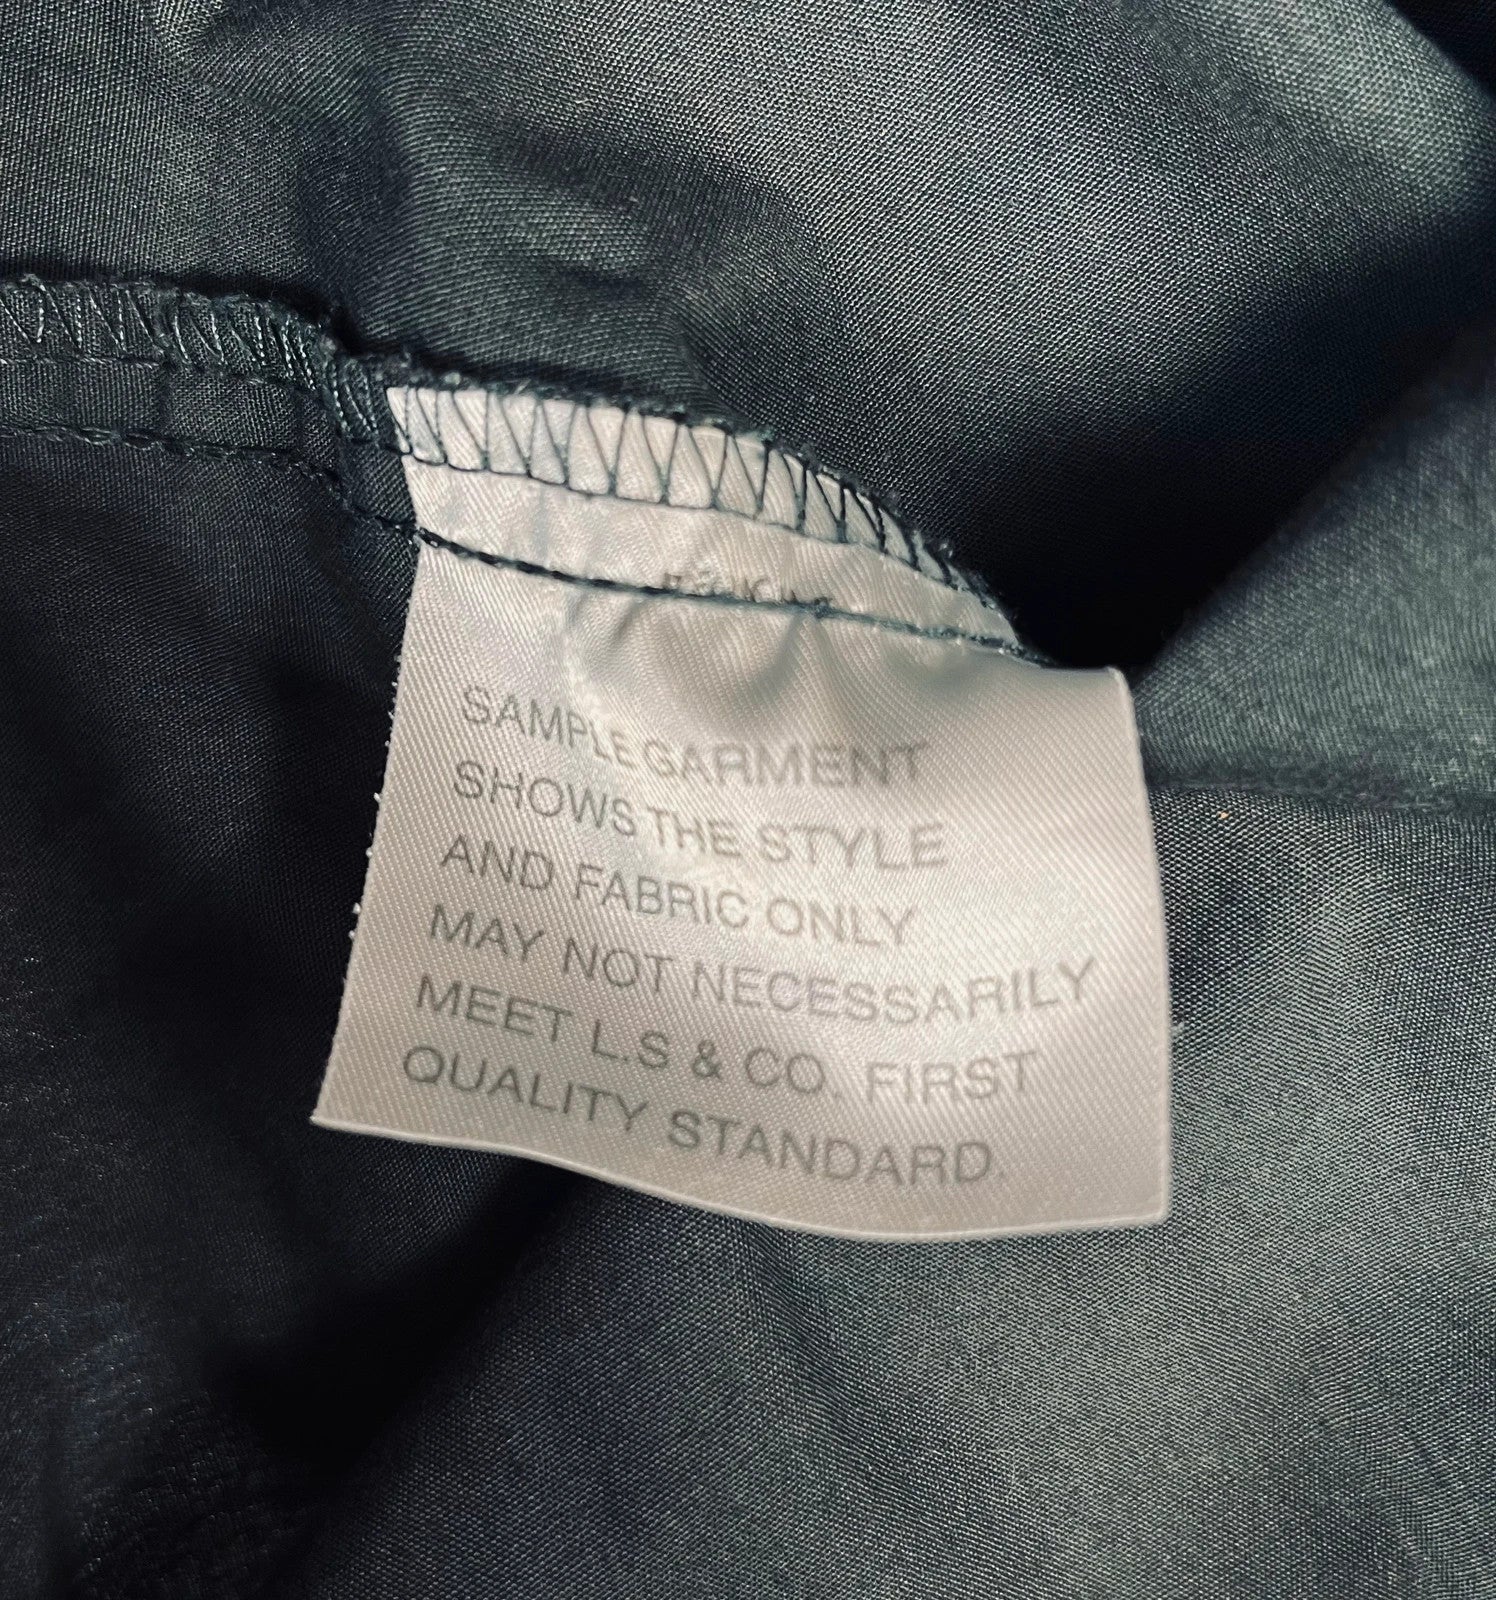 SAMPLE GARMENT
SHOWS THE STYLE
AND FABRIC ONLY
MAY NOT NECESSARILY
MEET L.S & CO. FIRST
QUALITY STANDARD.